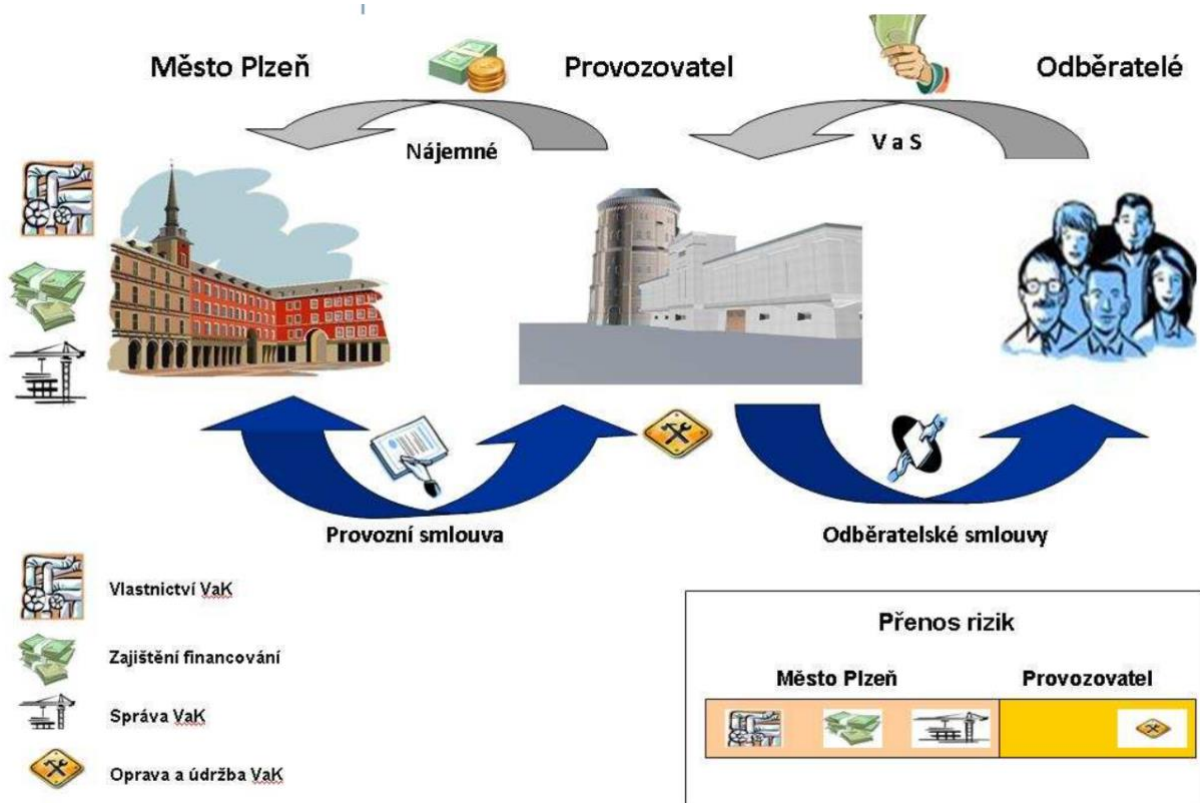 Město Plzeň
Provozovatel
Odběratelé
Nájemné
V a S
Provozní smlouva
Odběratelské smlouvy
Vlastnictví VaK
Zajištění financování
Správa VaK
Oprava a údržba VaK
Přenos rizik
Město Plzeň
Provozovatel